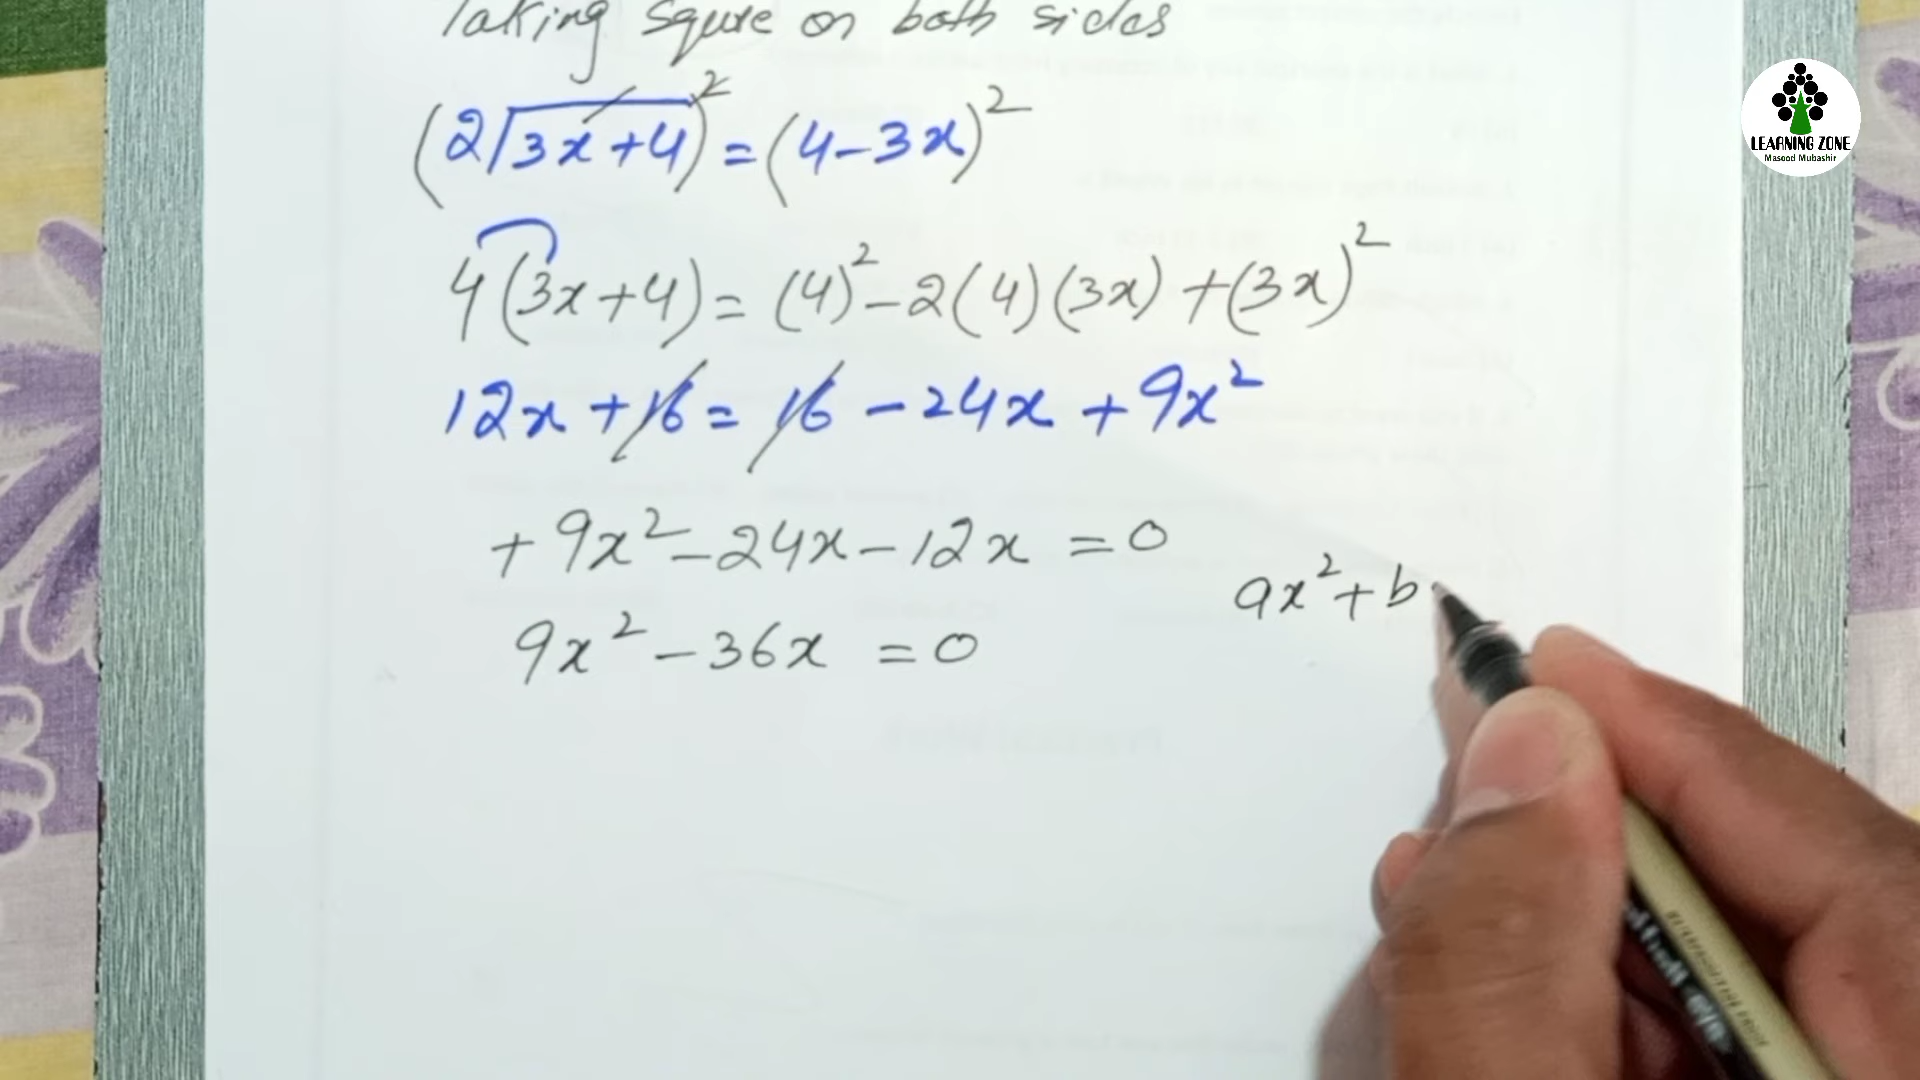 Taking squre on both sides
(2√3x+4)² = (4-3x)²
4(3x+4) = (4)²-2(4)(3x)+(3x)²
12x+16 = 16 - 24x + 9x²
+9x²-24x-12x = 0
ax²+b
9x²-36x = 0
LEARNING ZONE
Masood Mubashir